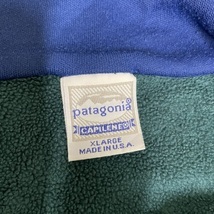 patagonia
CAPILENE
XLARGE
MADE IN U.S.A.